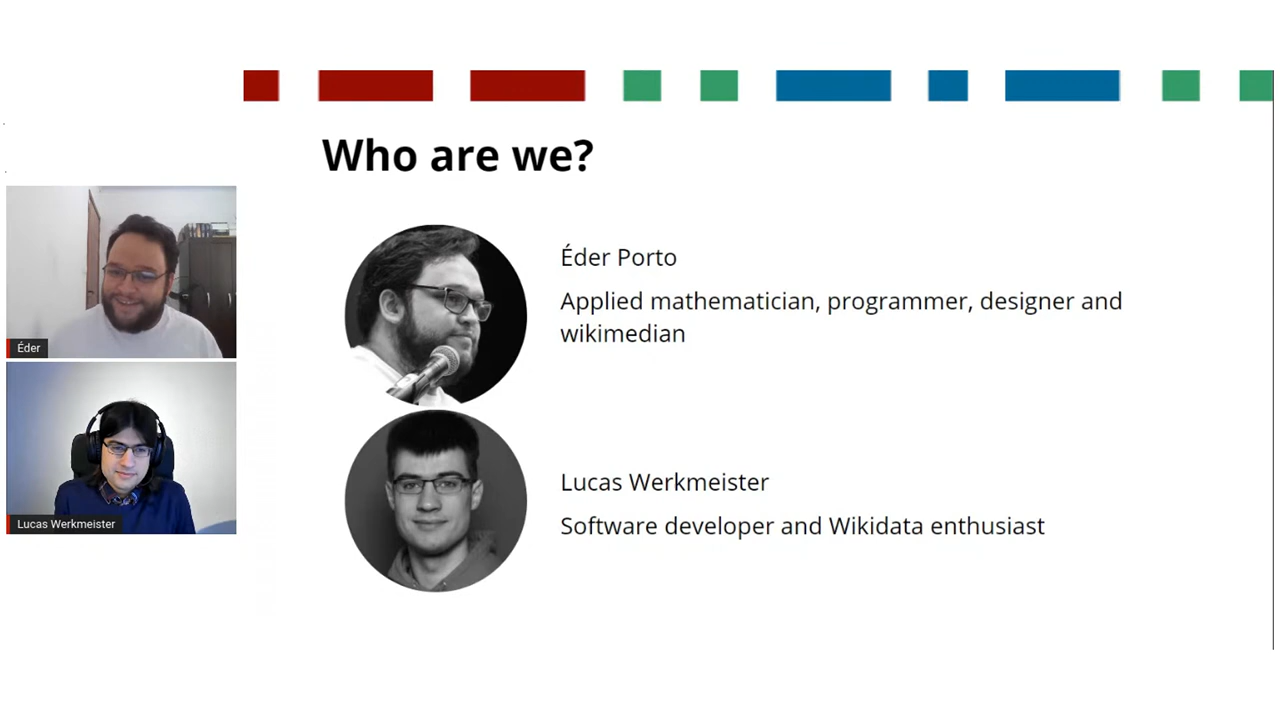 Who are we?
Éder Porto
Applied mathematician, programmer, designer and
wikimedian
Éder
Lucas Werkmeister
Software developer and Wikidata enthusiast
Lucas Werkmeister